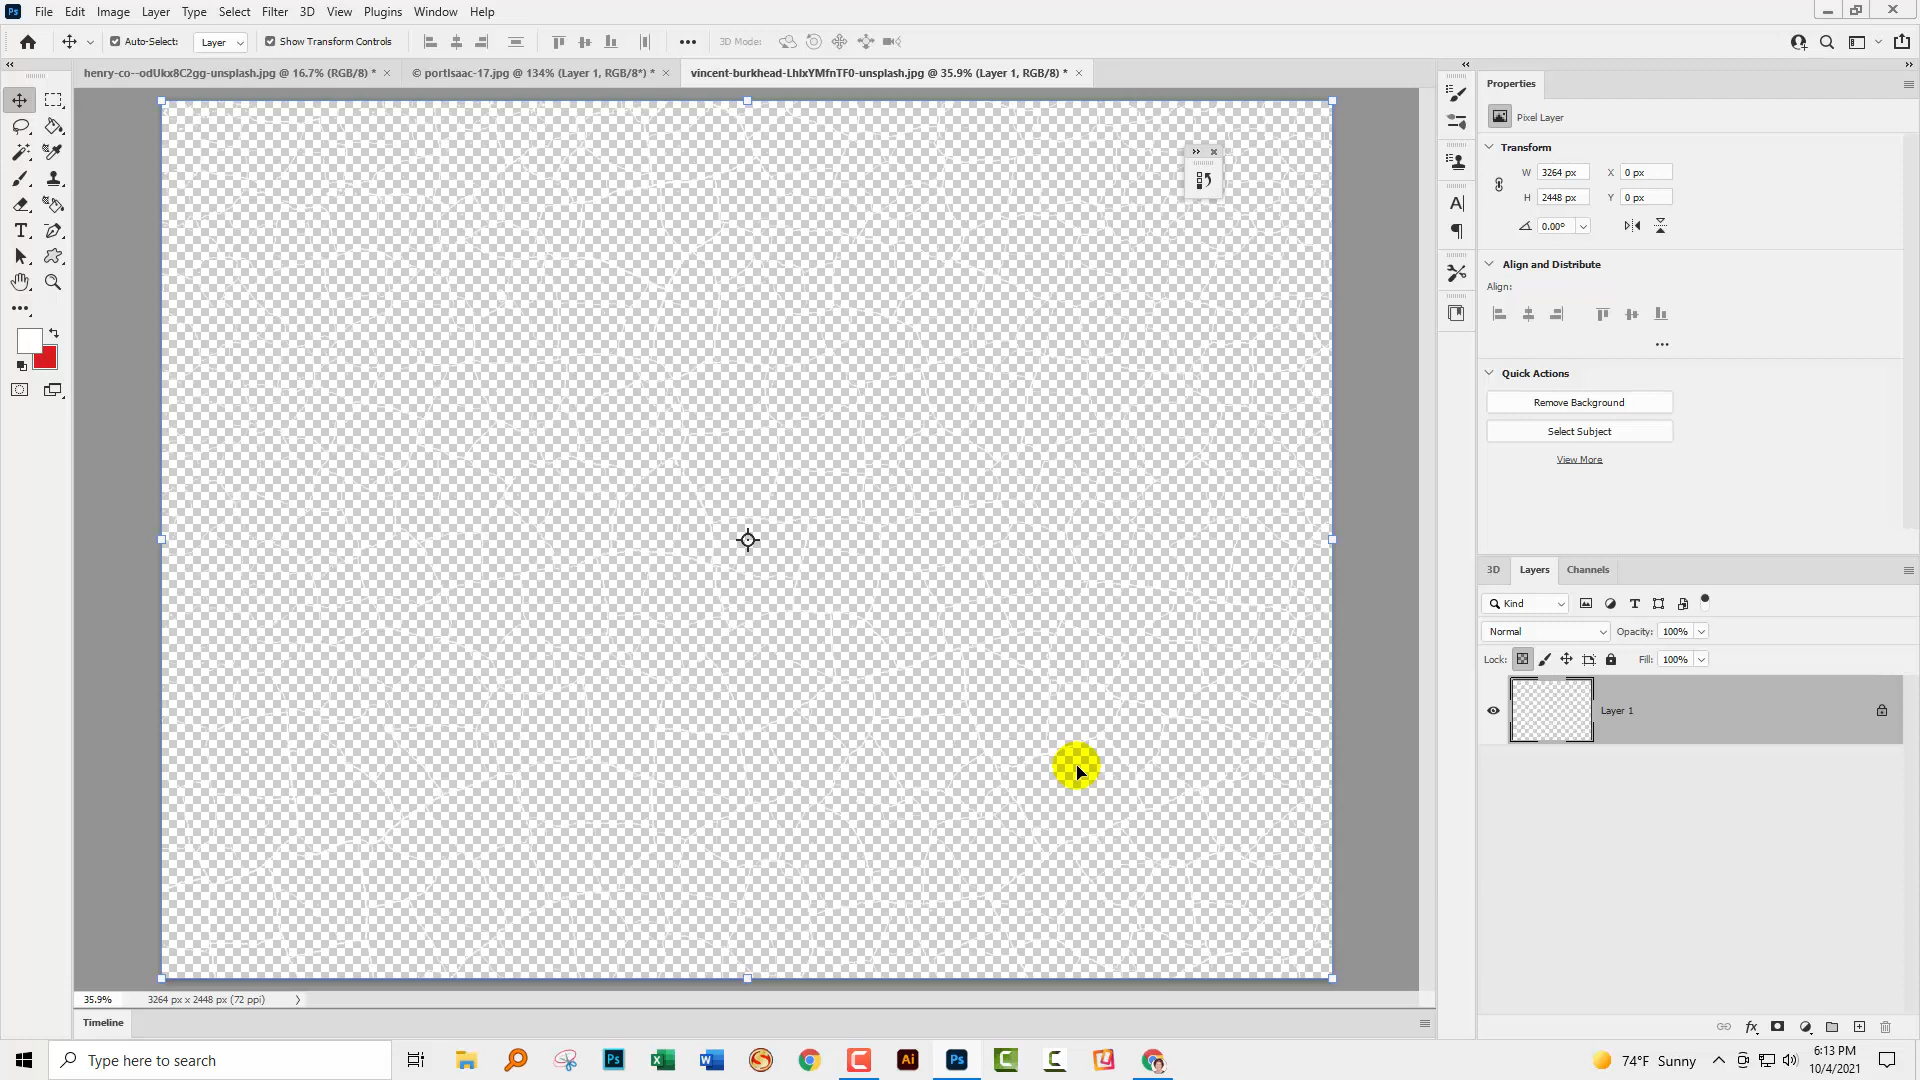 File Edit Image Layer Type Select Filter 3D View Plugins Window Help
Auto-Select: Layer Show Transform Controls 3D Mode:
henry-co--odUkx8C2gg-unsplash.jpg @ 16.7% (RGB/8) * × © portIsaac-17.jpg @ 134% (Layer 1, RGB/8*) * × vincent-burkhead-LhlxYMfnTF0-unsplash.jpg @ 35.9% (Layer 1, RGB/8) * ×
Properties
Pixel Layer
Transform
W 3264 px X 0 px
H 2448 px Y 0 px
0.00°
Align and Distribute
Align:
Quick Actions
Remove Background
Select Subject
View More
3D Layers Channels
Kind
Normal Opacity: 100%
Lock: Fill: 100%
Layer 1
35.9% 3264 px x 2448 px (72 ppi)
Timeline
Type here to search
74°F Sunny
6:13 PM
10/4/2021